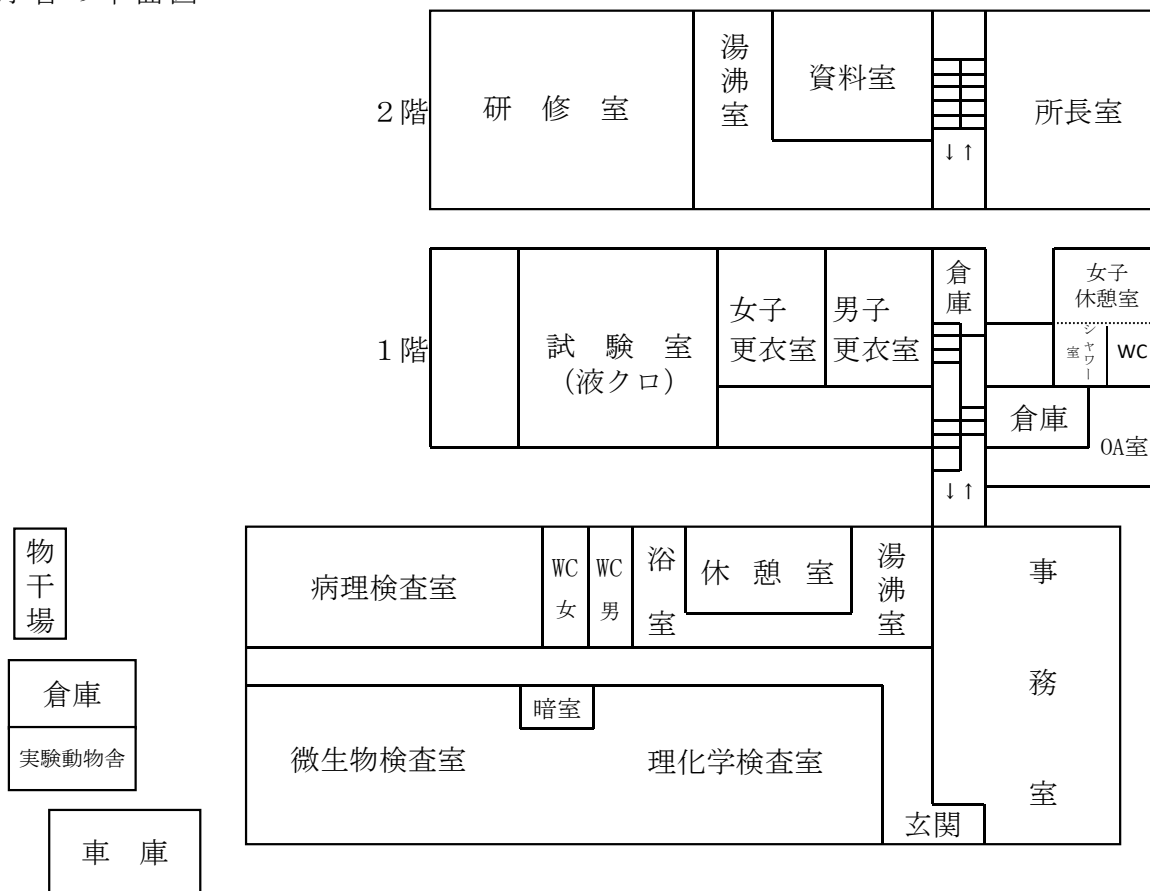 2階
研 修 室
湯沸室
資料室
↓↑
所長室
1階
試 験 室
(液クロ)
女子
更衣室
男子
更衣室
倉庫
女子
休憩室
シャワー室
WC
倉庫
OA室
↓↑
物干場
倉庫
実験動物舎
車 庫
病理検査室
WC
女
WC
男
浴室
休 憩 室
湯沸室
事務室
暗室
微生物検査室
理化学検査室
玄関